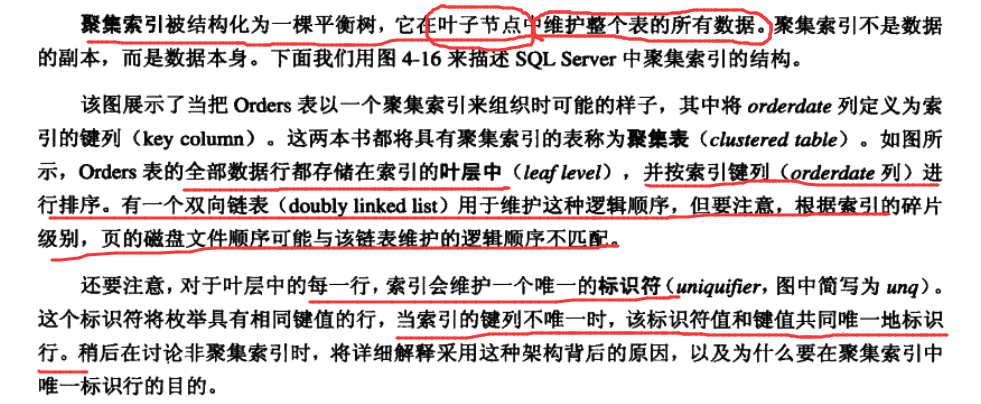 聚集索引被结构化为一棵平衡树，它在叶子节点中维护整个表的所有数据。聚集索引不是数据
的副本，而是数据本身。下面我们用图 4-16 来描述 SQL Server 中聚集索引的结构。
该图展示了当把 Orders 表以一个聚集索引来组织时可能的样子，其中将 orderdate 列定义为索
引的键列（key column）。这两本书都将具有聚集索引的表称为聚集表（clustered table）。如图所
示，Orders 表的全部数据行都存储在索引的叶层中（leaf level），并按索引键列（orderdate 列）进
行排序。有一个双向链表（doubly linked list）用于维护这种逻辑顺序，但要注意，根据索引的碎片
级别，页的磁盘文件顺序可能与该链表维护的逻辑顺序不匹配。
还要注意，对于叶层中的每一行，索引会维护一个唯一的标识符（uniquifier，图中简写为 unq）。
这个标识符将枚举具有相同键值的行，当索引的键列不唯一时，该标识符值和键值共同唯一地标识
行。稍后在讨论非聚集索引时，将详细解释采用这种架构背后的原因，以及为什么要在聚集索引中
唯一标识行的目的。